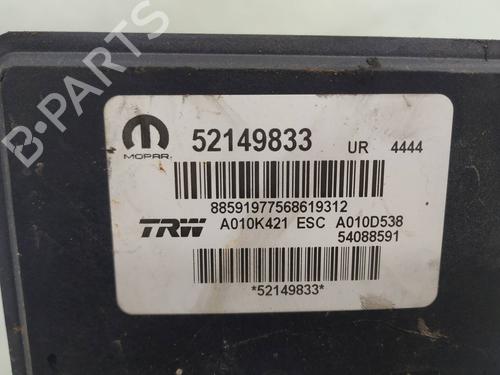 B-PARTS
52149833 UR 4444
MOPAR
88591977568619312
TRW A010K421 ESC A010D538
54088591
*52149833*